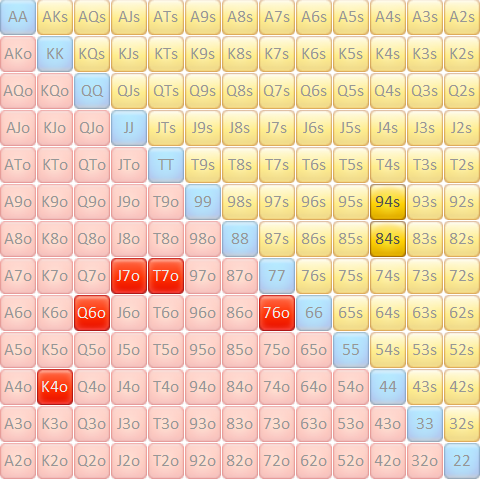 AA AKs AQs AJs ATs A9s A8s A7s A6s A5s A4s A3s A2s
AKo KK KQs KJs KTs K9s K8s K7s K6s K5s K4s K3s K2s
AQo KQo QQ QJs QTs Q9s Q8s Q7s Q6s Q5s Q4s Q3s Q2s
AJo KJo QJo JJ JTs J9s J8s J7s J6s J5s J4s J3s J2s
ATo KTo QTo JTo TT T9s T8s T7s T6s T5s T4s T3s T2s
A9o K9o Q9o J9o T9o 99 98s 97s 96s 95s 94s 93s 92s
A8o K8o Q8o J8o T8o 98o 88 87s 86s 85s 84s 83s 82s
A7o K7o Q7o J7o T7o 97o 87o 77 76s 75s 74s 73s 72s
A6o K6o Q6o J6o T6o 96o 86o 76o 66 65s 64s 63s 62s
A5o K5o Q5o J5o T5o 95o 85o 75o 65o 55 54s 53s 52s
A4o K4o Q4o J4o T4o 94o 84o 74o 64o 54o 44 43s 42s
A3o K3o Q3o J3o T3o 93o 83o 73o 63o 53o 43o 33 32s
A2o K2o Q2o J2o T2o 92o 82o 72o 62o 52o 42o 32o 22